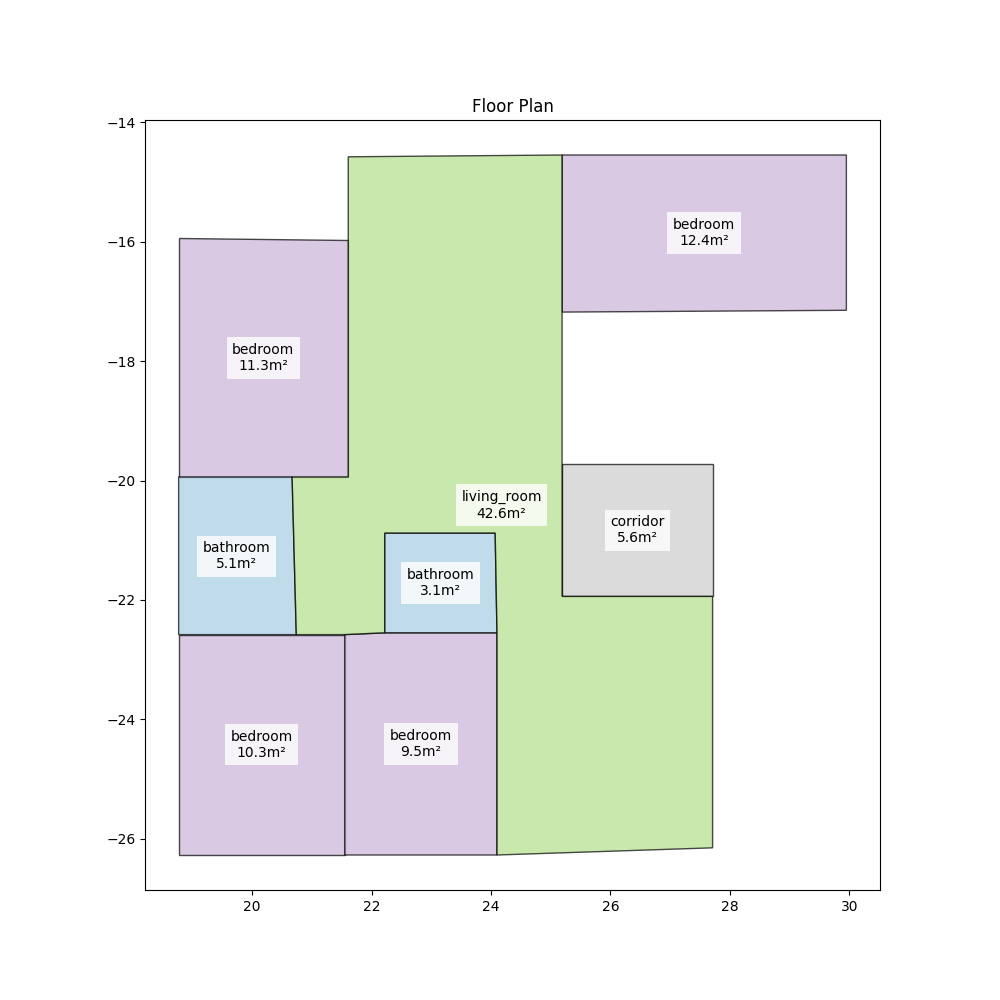 Floor Plan
−14
−16
−18
−20
−22
−24
−26
bedroom
12.4m²
bedroom
11.3m²
living_room
42.6m²
corridor
5.6m²
bathroom
5.1m²
bathroom
3.1m²
bedroom
10.3m²
bedroom
9.5m²
20
22
24
26
28
30